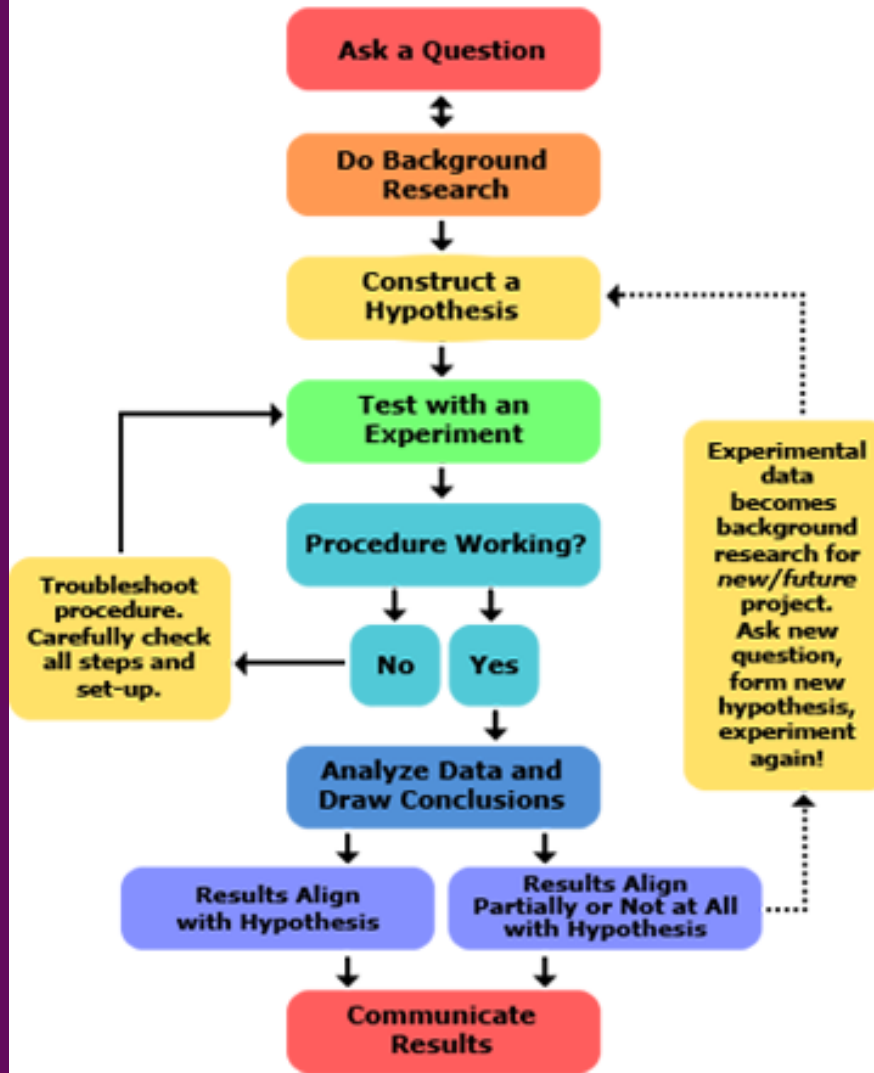 Ask a Question
Do Background
Research
Construct a
Hypothesis
Test with an
Experiment
Procedure Working?
No
Yes
Troubleshoot
procedure.
Carefully check
all steps and
set-up.
Experimental
data
becomes
background
research for
new/future
project.
Ask new
question,
form new
hypothesis,
experiment
again!
Analyze Data and
Draw Conclusions
Results Align
with Hypothesis
Results Align
Partially or Not at All
with Hypothesis
Communicate
Results